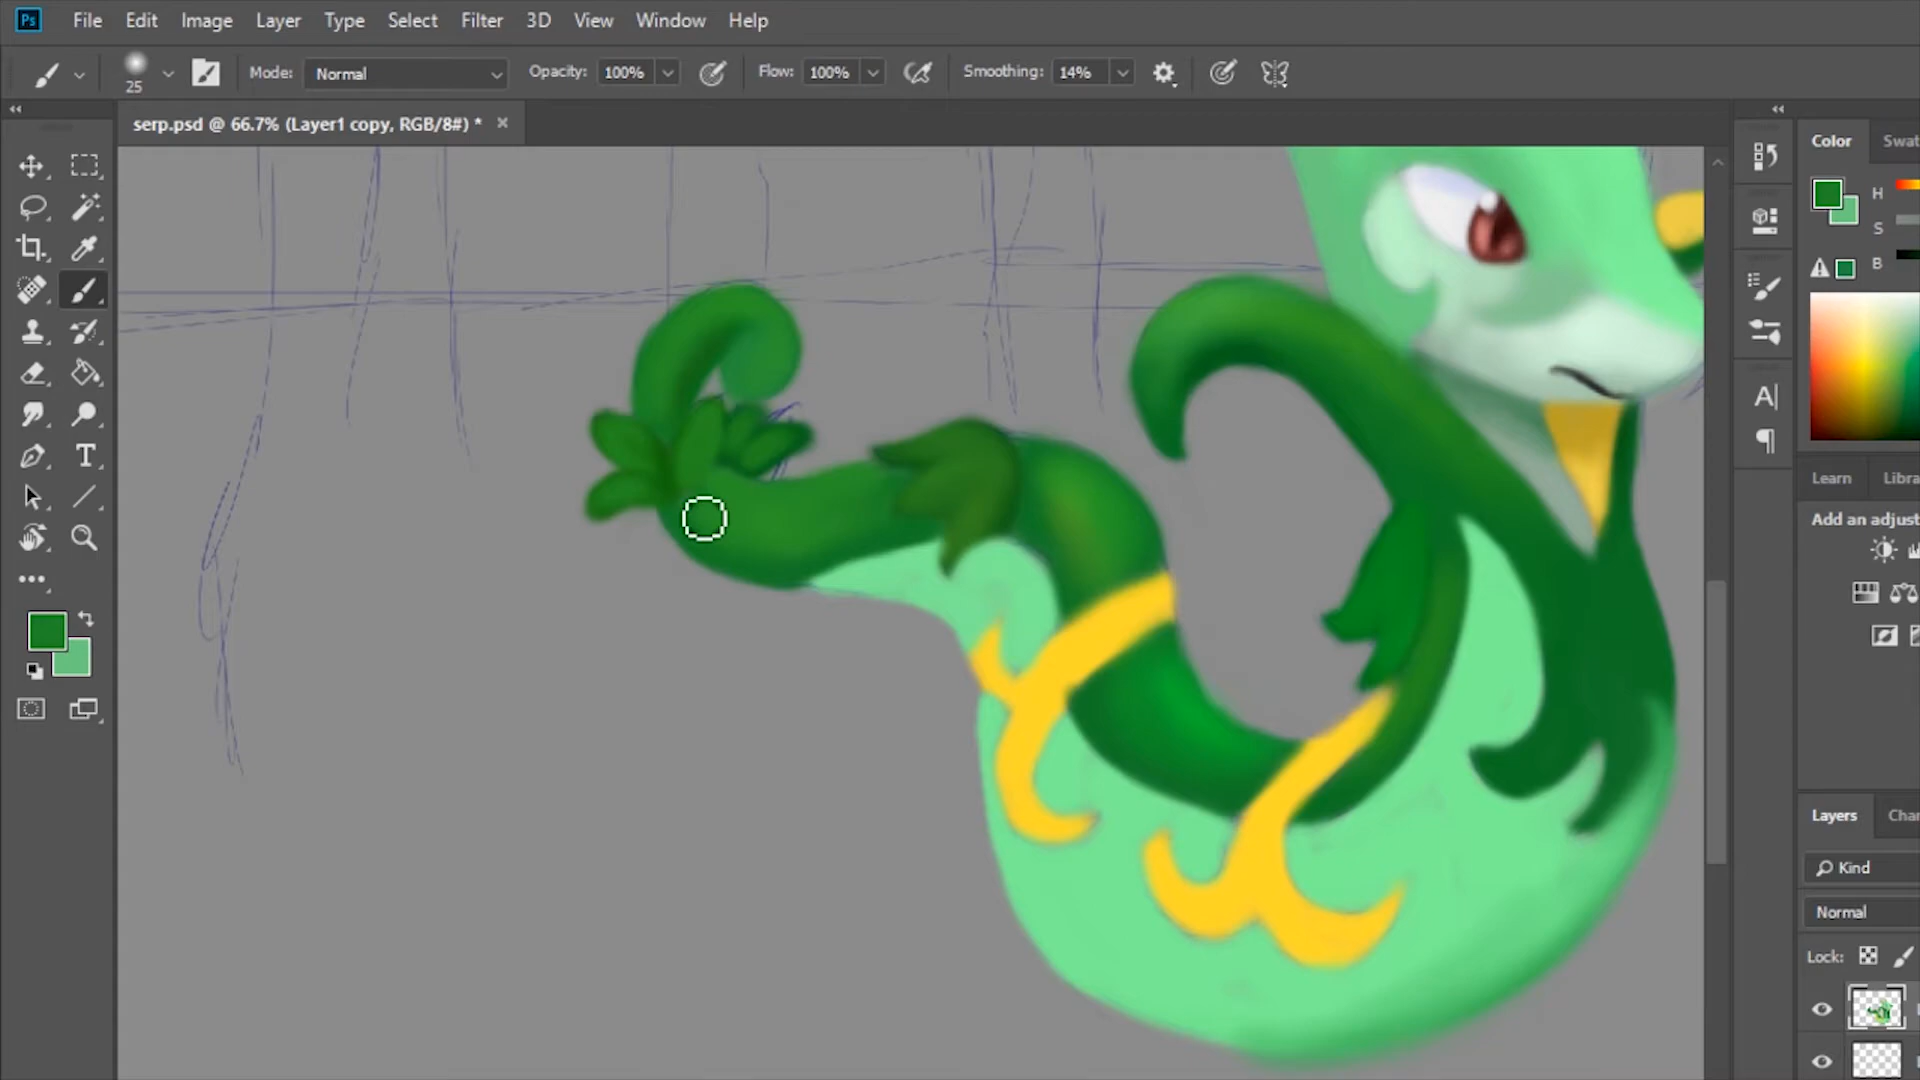 Ps File Edit Image Layer Type Select Filter 3D View Window Help
25 Mode: Normal Opacity: 100% Flow: 100% Smoothing: 14%
serp.psd @ 66.7% (Layer1 copy, RGB/8#) *
Color Swat
H
S
B
Learn Libra
Add an adjust
Layers Cha
Kind
Normal
Lock: